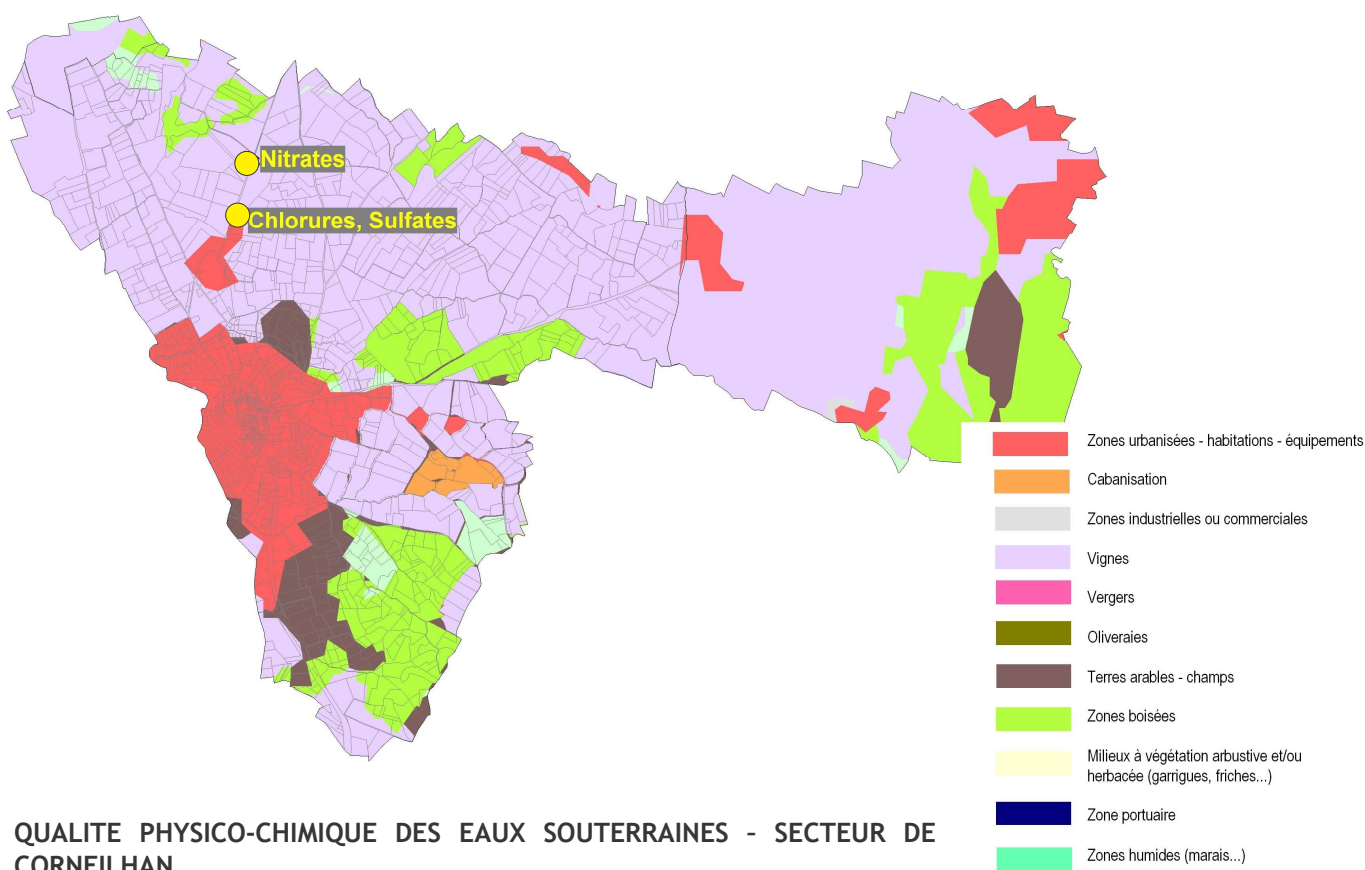 Nitrates
Chlorures, Sulfates
Zones urbanisées - habitations - équipements
Cabanisation
Zones industrielles ou commerciales
Vignes
Vergers
Oliveraies
Terres arables - champs
Zones boisées
Milieux à végétation arbustive et/ou
herbacée (garrigues, friches...)
Zone portuaire
Zones humides (marais...)
QUALITE PHYSICO-CHIMIQUE DES EAUX SOUTERRAINES - SECTEUR DE
CORNEILHAN